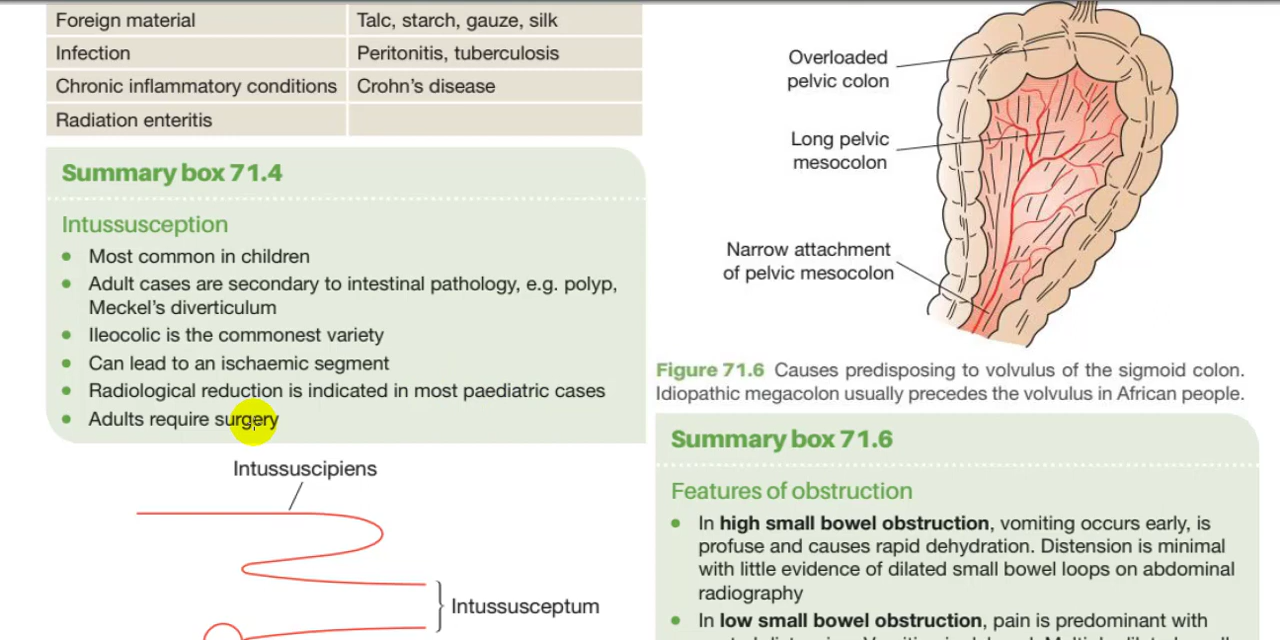 Foreign material Talc, starch, gauze, silk
Infection Peritonitis, tuberculosis
Chronic inflammatory conditions Crohn's disease
Radiation enteritis
Summary box 71.4
Intussusception
• Most common in children
• Adult cases are secondary to intestinal pathology, e.g. polyp,
Meckel's diverticulum
• Ileocolic is the commonest variety
• Can lead to an ischaemic segment
• Radiological reduction is indicated in most paediatric cases
• Adults require surgery
Intussuscipiens
Intussusceptum
Overloaded
pelvic colon
Long pelvic
mesocolon
Narrow attachment
of pelvic mesocolon
Figure 71.6 Causes predisposing to volvulus of the sigmoid colon.
Idiopathic megacolon usually precedes the volvulus in African people.
Summary box 71.6
Features of obstruction
• In high small bowel obstruction, vomiting occurs early, is
profuse and causes rapid dehydration. Distension is minimal
with little evidence of dilated small bowel loops on abdominal
radiography
• In low small bowel obstruction, pain is predominant with